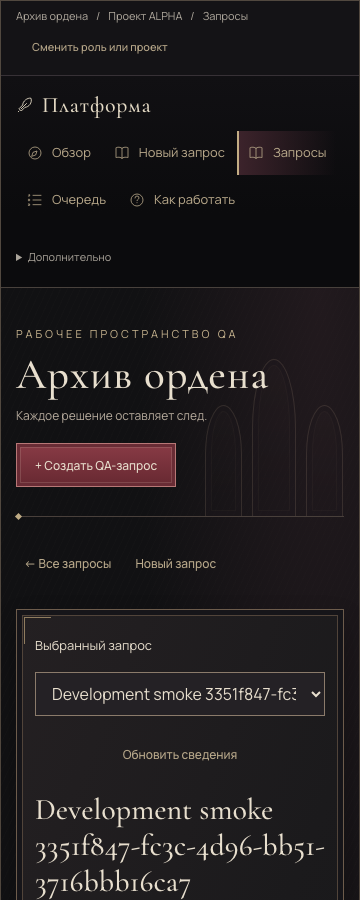 Архив ордена / Проект ALPHA / Запросы
Сменить роль или проект
Платформа
Обзор Новый запрос Запросы
Очередь Как работать
Дополнительно
РАБОЧЕЕ ПРОСТРАНСТВО QA
Архив ордена
Каждое решение оставляет след.
+ Создать QA-запрос
← Все запросы Новый запрос
Выбранный запрос
Development smoke 3351f847-fc3
Обновить сведения
Development smoke
3351f847-fc3c-4d96-bb51-
3716bbb16ca7